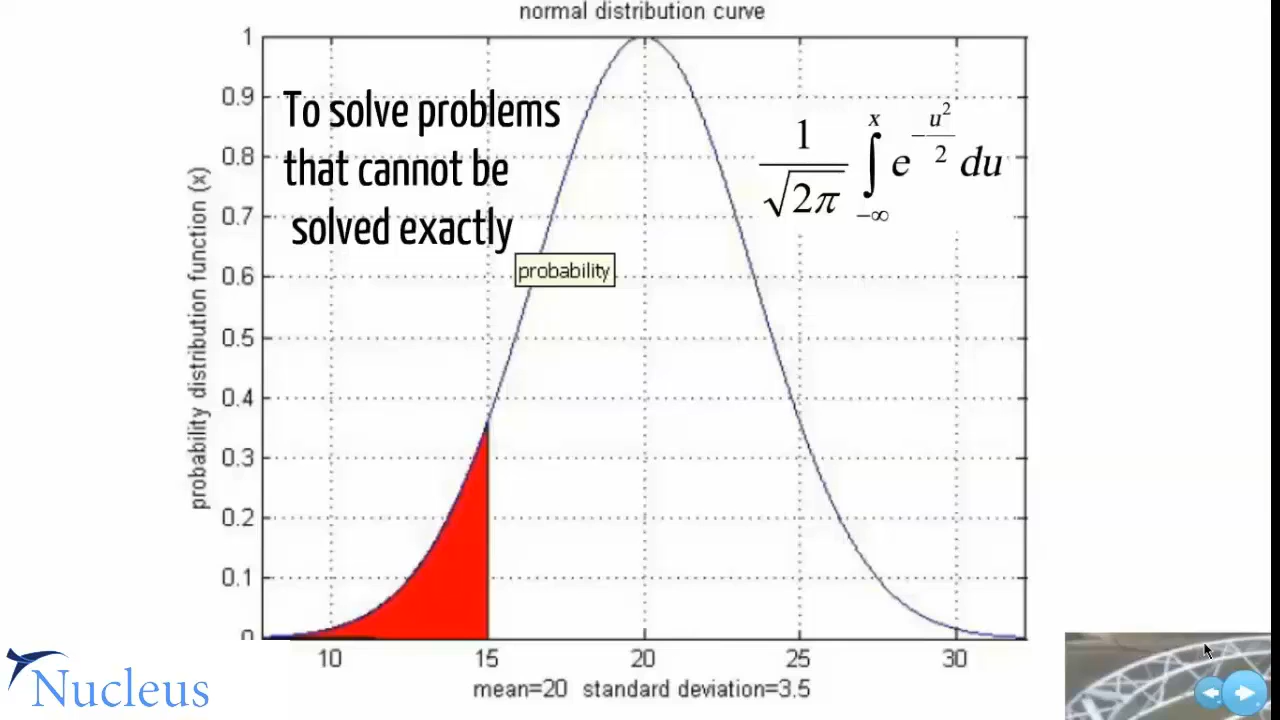 normal distribution curve
To solve problems
that cannot be
solved exactly
1
√2π
x
∫
-∞
e
-u²
2
du
probability
probability distribution function (x)
1
0.9
0.8
0.7
0.6
0.5
0.4
0.3
0.2
0.1
0
10 15 20 25 30
mean=20 standard deviation=3.5
Nucleus